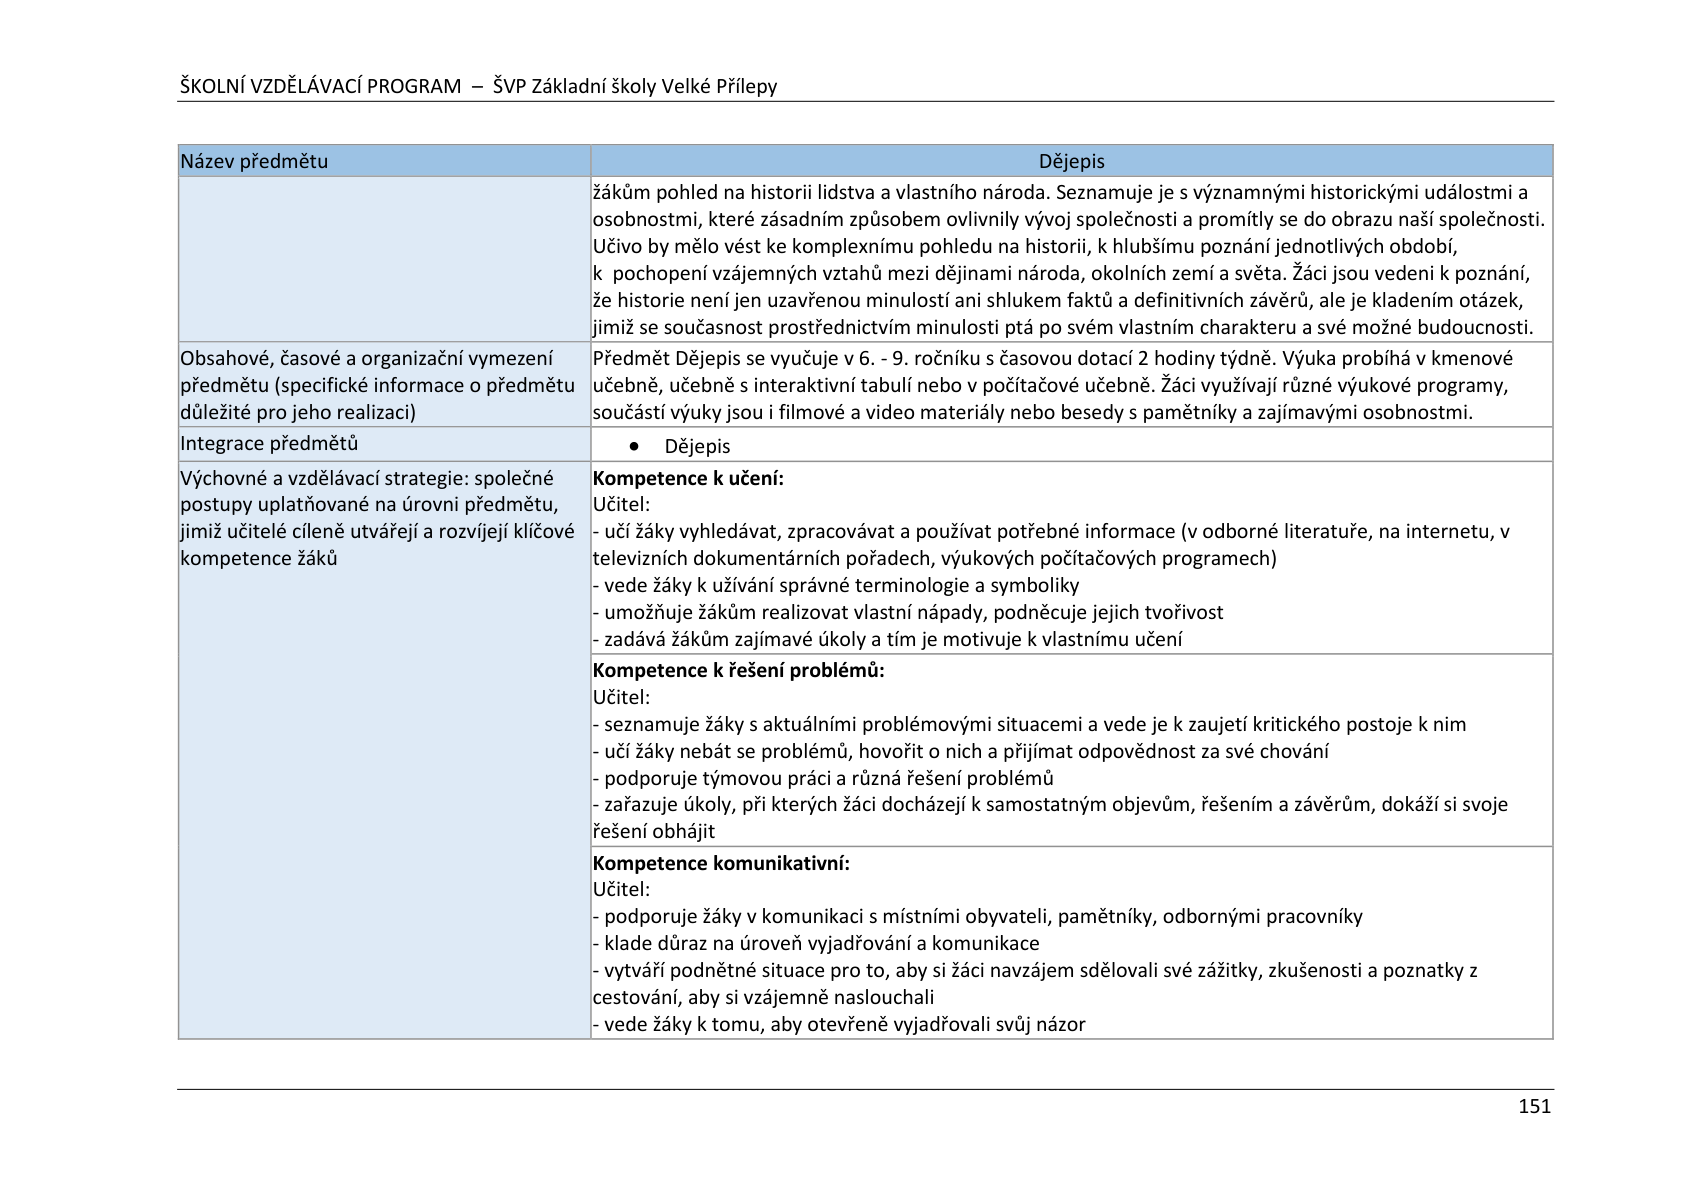 ŠKOLNÍ VZDĚLÁVACÍ PROGRAM – ŠVP Základní školy Velké Přílepy
Název předmětu
Dějepis
žákům pohled na historii lidstva a vlastního národa. Seznamuje je s významnými historickými událostmi a
osobnostmi, které zásadním způsobem ovlivnily vývoj společnosti a promítly se do obrazu naší společnosti.
Učivo by mělo vést ke komplexnímu pohledu na historii, k hlubšímu poznání jednotlivých období,
k pochopení vzájemných vztahů mezi dějinami národa, okolních zemí a světa. Žáci jsou vedeni k poznání,
že historie není jen uzavřenou minulostí ani shlukem faktů a definitivních závěrů, ale je kladením otázek,
jimiž se současnost prostřednictvím minulosti ptá po svém vlastním charakteru a své možné budoucnosti.
Obsahové, časové a organizační vymezení
předmětu (specifické informace o předmětu
důležité pro jeho realizaci)
Předmět Dějepis se vyučuje v 6. - 9. ročníku s časovou dotací 2 hodiny týdně. Výuka probíhá v kmenové
učebně, učebně s interaktivní tabulí nebo v počítačové učebně. Žáci využívají různé výukové programy,
součástí výuky jsou i filmové a video materiály nebo besedy s pamětníky a zajímavými osobnostmi.
Integrace předmětů
• Dějepis
Výchovné a vzdělávací strategie: společné
postupy uplatňované na úrovni předmětu,
jimiž učitelé cíleně utvářejí a rozvíjejí klíčové
kompetence žáků
Kompetence k učení:
Učitel:
- učí žáky vyhledávat, zpracovávat a používat potřebné informace (v odborné literatuře, na internetu, v
televizních dokumentárních pořadech, výukových počítačových programech)
- vede žáky k užívání správné terminologie a symboliky
- umožňuje žákům realizovat vlastní nápady, podněcuje jejich tvořivost
- zadává žákům zajímavé úkoly a tím je motivuje k vlastnímu učení
Kompetence k řešení problémů:
Učitel:
- seznamuje žáky s aktuálními problémovými situacemi a vede je k zaujetí kritického postoje k nim
- učí žáky nebát se problémů, hovořit o nich a přijímat odpovědnost za své chování
- podporuje týmovou práci a různá řešení problémů
- zařazuje úkoly, při kterých žáci docházejí k samostatným objevům, řešením a závěrům, dokáží si svoje
řešení obhájit
Kompetence komunikativní:
Učitel:
- podporuje žáky v komunikaci s místními obyvateli, pamětníky, odbornými pracovníky
- klade důraz na úroveň vyjadřování a komunikace
- vytváří podnětné situace pro to, aby si žáci navzájem sdělovali své zážitky, zkušenosti a poznatky z
cestování, aby si vzájemně naslouchali
- vede žáky k tomu, aby otevřeně vyjadřovali svůj názor
151